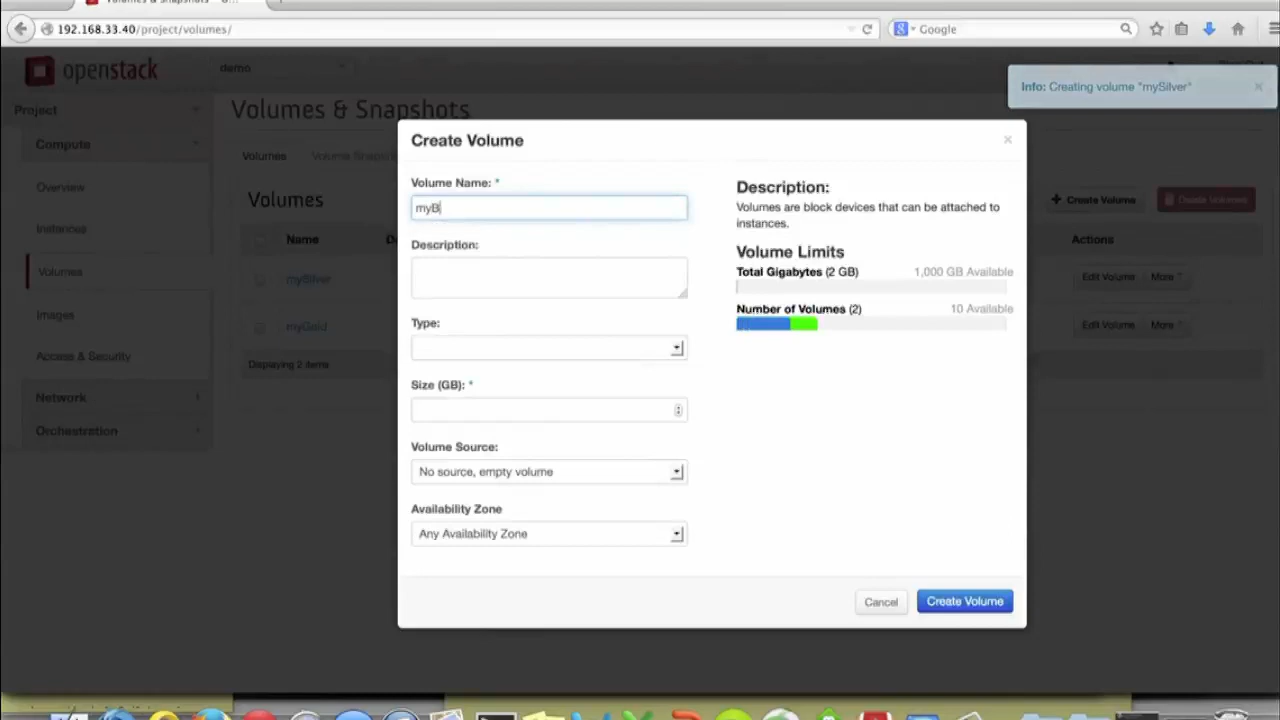 192.168.33.40/project/volumes/
Google
openstack
demo
Info: Creating volume "mySilver"
Project
Volumes & Snapshots
Compute
Create Volume
Volumes
Volume Name: *
Description:
Volumes are block devices that can be attached to
instances.
Overview
Volumes
myB
Create Volume
Delete Volumes
Instances
Name
Description:
Volume Limits
Actions
Volumes
mySilver
Total Gigabytes (2 GB)
1,000 GB Available
Edit Volume
More
Images
Number of Volumes (2)
10 Available
myGold
Type:
Edit Volume
More
Access & Security
Displaying 2 items
Size (GB): *
Network
Orchestration
Volume Source:
No source, empty volume
Availability Zone
Any Availability Zone
Cancel
Create Volume